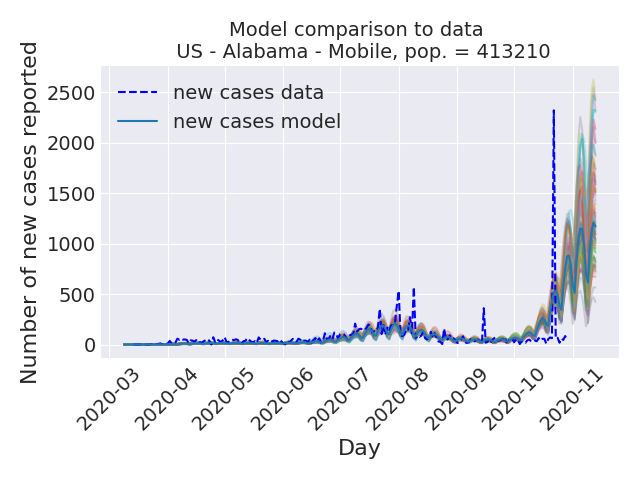 Model comparison to data
US - Alabama - Mobile, pop. = 413210
new cases data
new cases model
Number of new cases reported
2500
2000
1500
1000
500
0
2020-03
2020-04
2020-05
2020-06
2020-07
2020-08
2020-09
2020-10
2020-11
Day